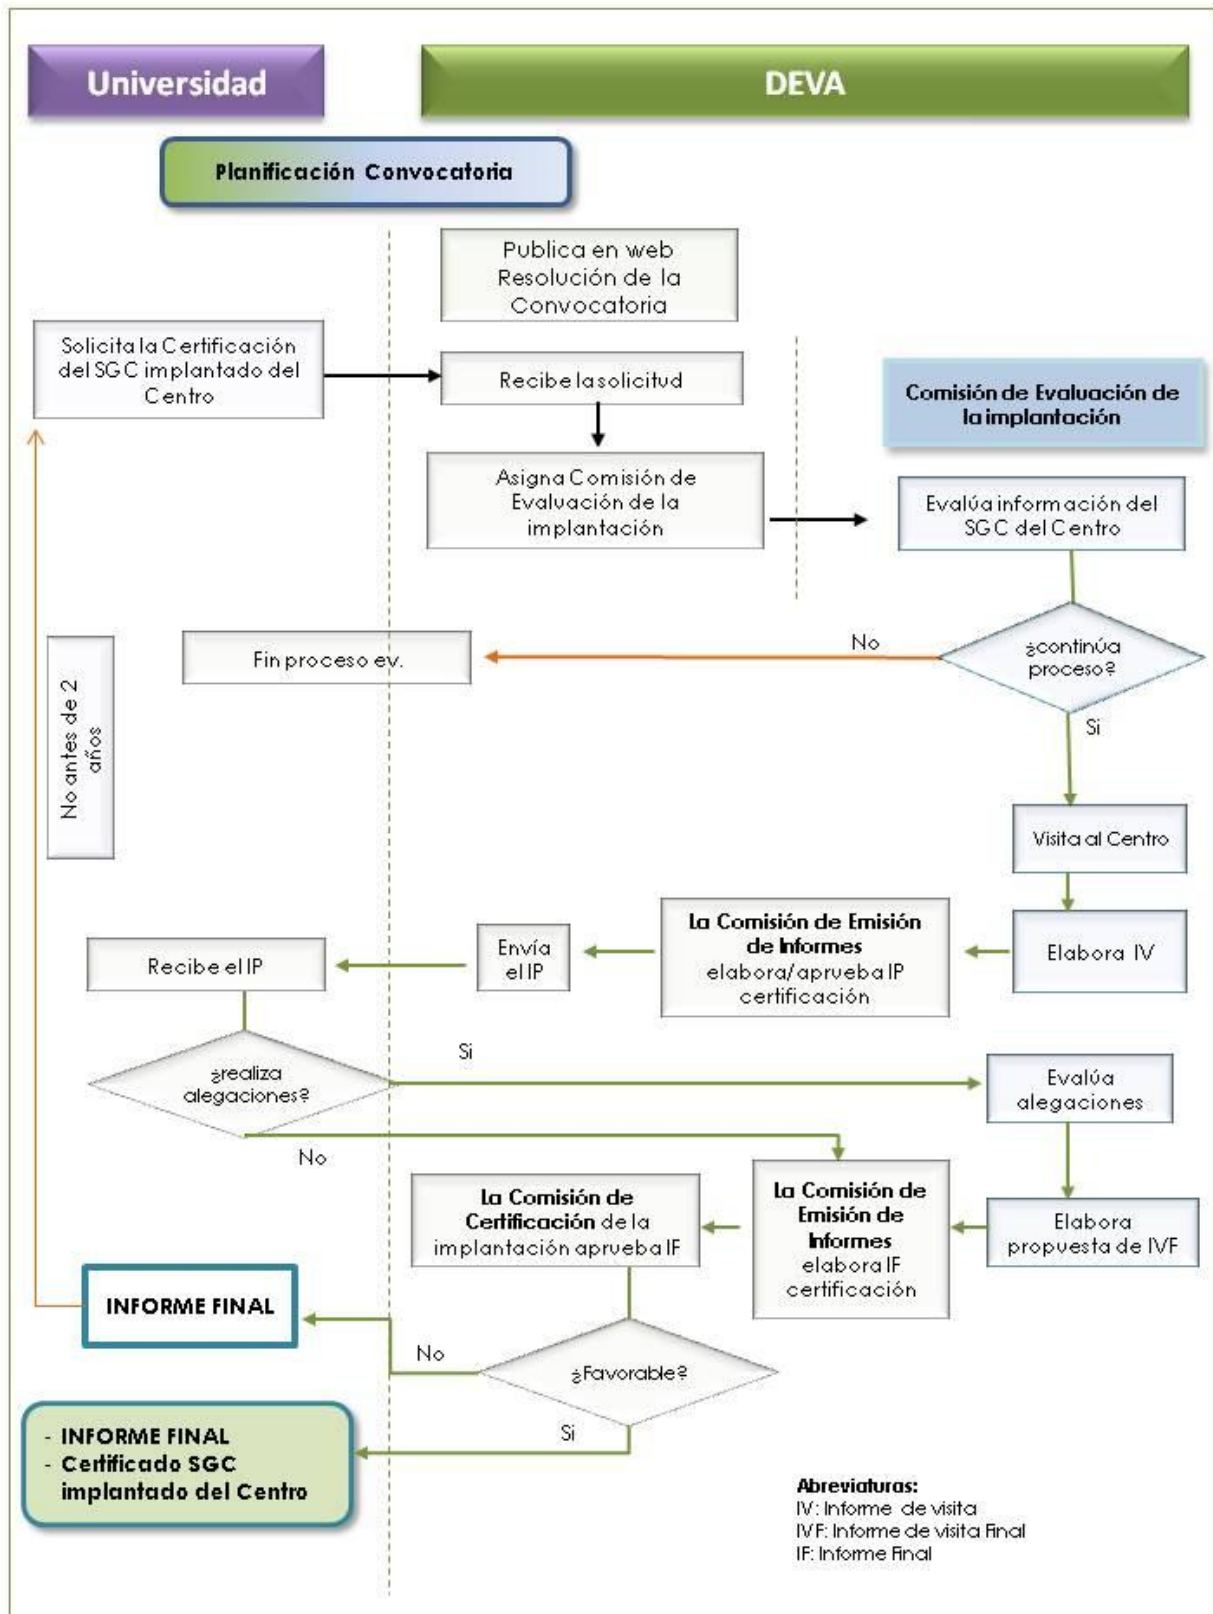 Universidad
DEVA
Planificación Convocatoria
Publica en web
Resolución de la
Convocatoria
Solicita la Certificación
del SGC implantado del
Centro
Recibe la solicitud
Comisión de Evaluación de
la implantación
Asigna Comisión de
Evaluación de la
implantación
Evalúa información del
SGC del Centro
¿continúa
proceso?
No
Fin proceso ev.
Si
No antes de 2
años
Visita al Centro
La Comisión de Emisión
de Informes
elabora/aprueba IP
certificación
Envía
el IP
Recibe el IP
Elabora IV
¿realiza
alegaciones?
Si
Evalúa
alegaciones
No
La Comisión de
Certificación de la
implantación aprueba IF
La Comisión de
Emisión de
Informes
elabora IF
certificación
Elabora
propuesta de IVF
INFORME FINAL
No
¿Favorable?
Si
- INFORME FINAL
- Certificado SGC
implantado del Centro
Abreviaturas:
IV: Informe de visita
IVF: Informe de visita Final
IF: Informe Final